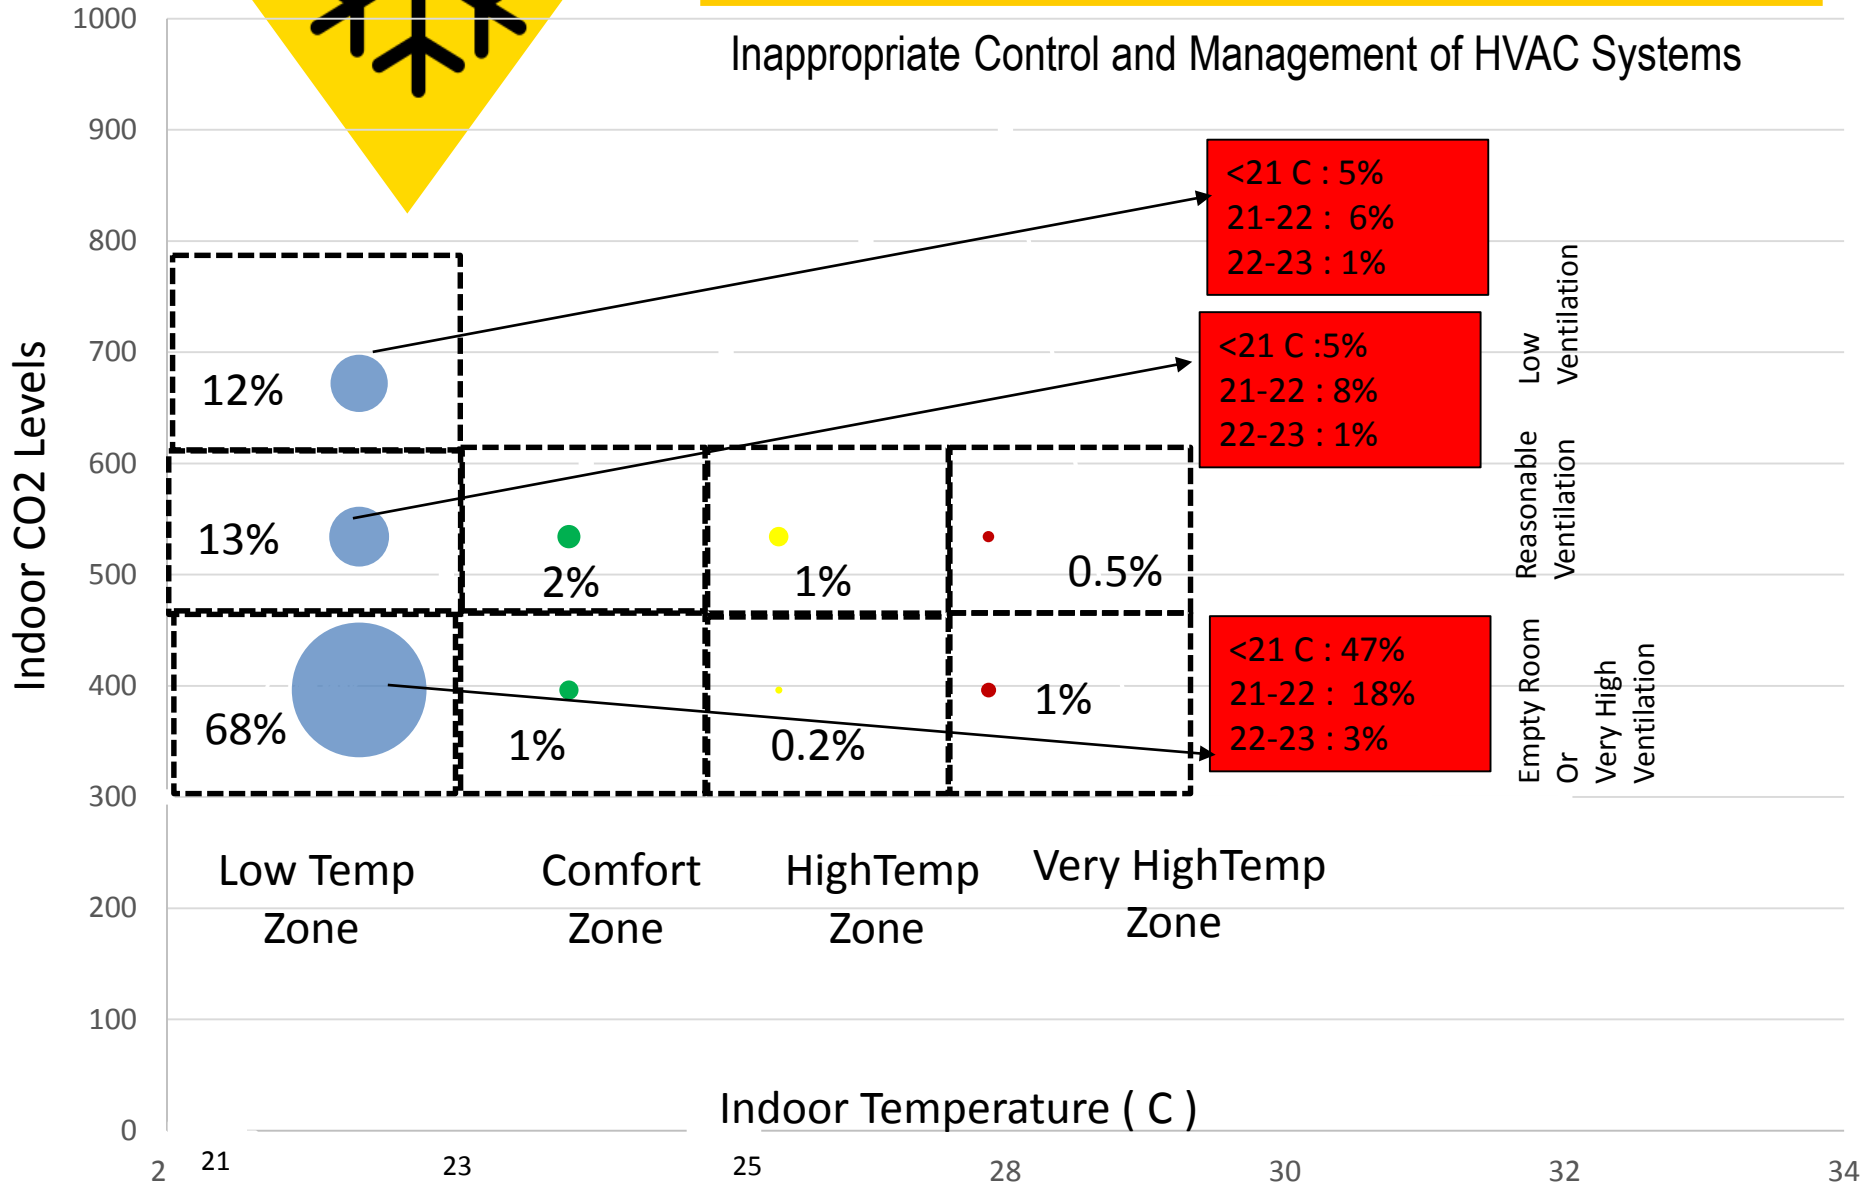 Inappropriate Control and Management of HVAC Systems
1000
900
800
700
600
500
400
300
200
100
0
Indoor CO2 Levels
<21 C : 5%
21-22 : 6%
22-23 : 1%
<21 C :5%
21-22 : 8%
22-23 : 1%
<21 C : 47%
21-22 : 18%
22-23 : 3%
Low
Ventilation
Reasonable
Ventilation
Empty Room
Or
Very High
Ventilation
12%
13%
2%
1%
0.5%
68%
1%
0.2%
1%
Low Temp
Zone
Comfort
Zone
HighTemp
Zone
Very HighTemp
Zone
Indoor Temperature ( C )
2
21
23
25
28
30
32
34